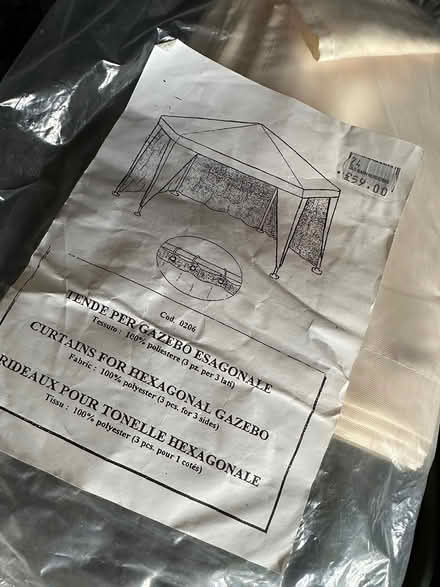 24
£59.00
Cod. 0206
TENDE PER GAZEBO ESAGONALE
Tessuto : 100% poliestere (3 pz. per 3 lati)
CURTAINS FOR HEXAGONAL GAZEBO
Fabric : 100% polyester (3 pcs. for 3 sides)
RIDEAUX POUR TONELLE HEXAGONALE
Tissu : 100% polyester (3 pcs. pour 1 cotés)